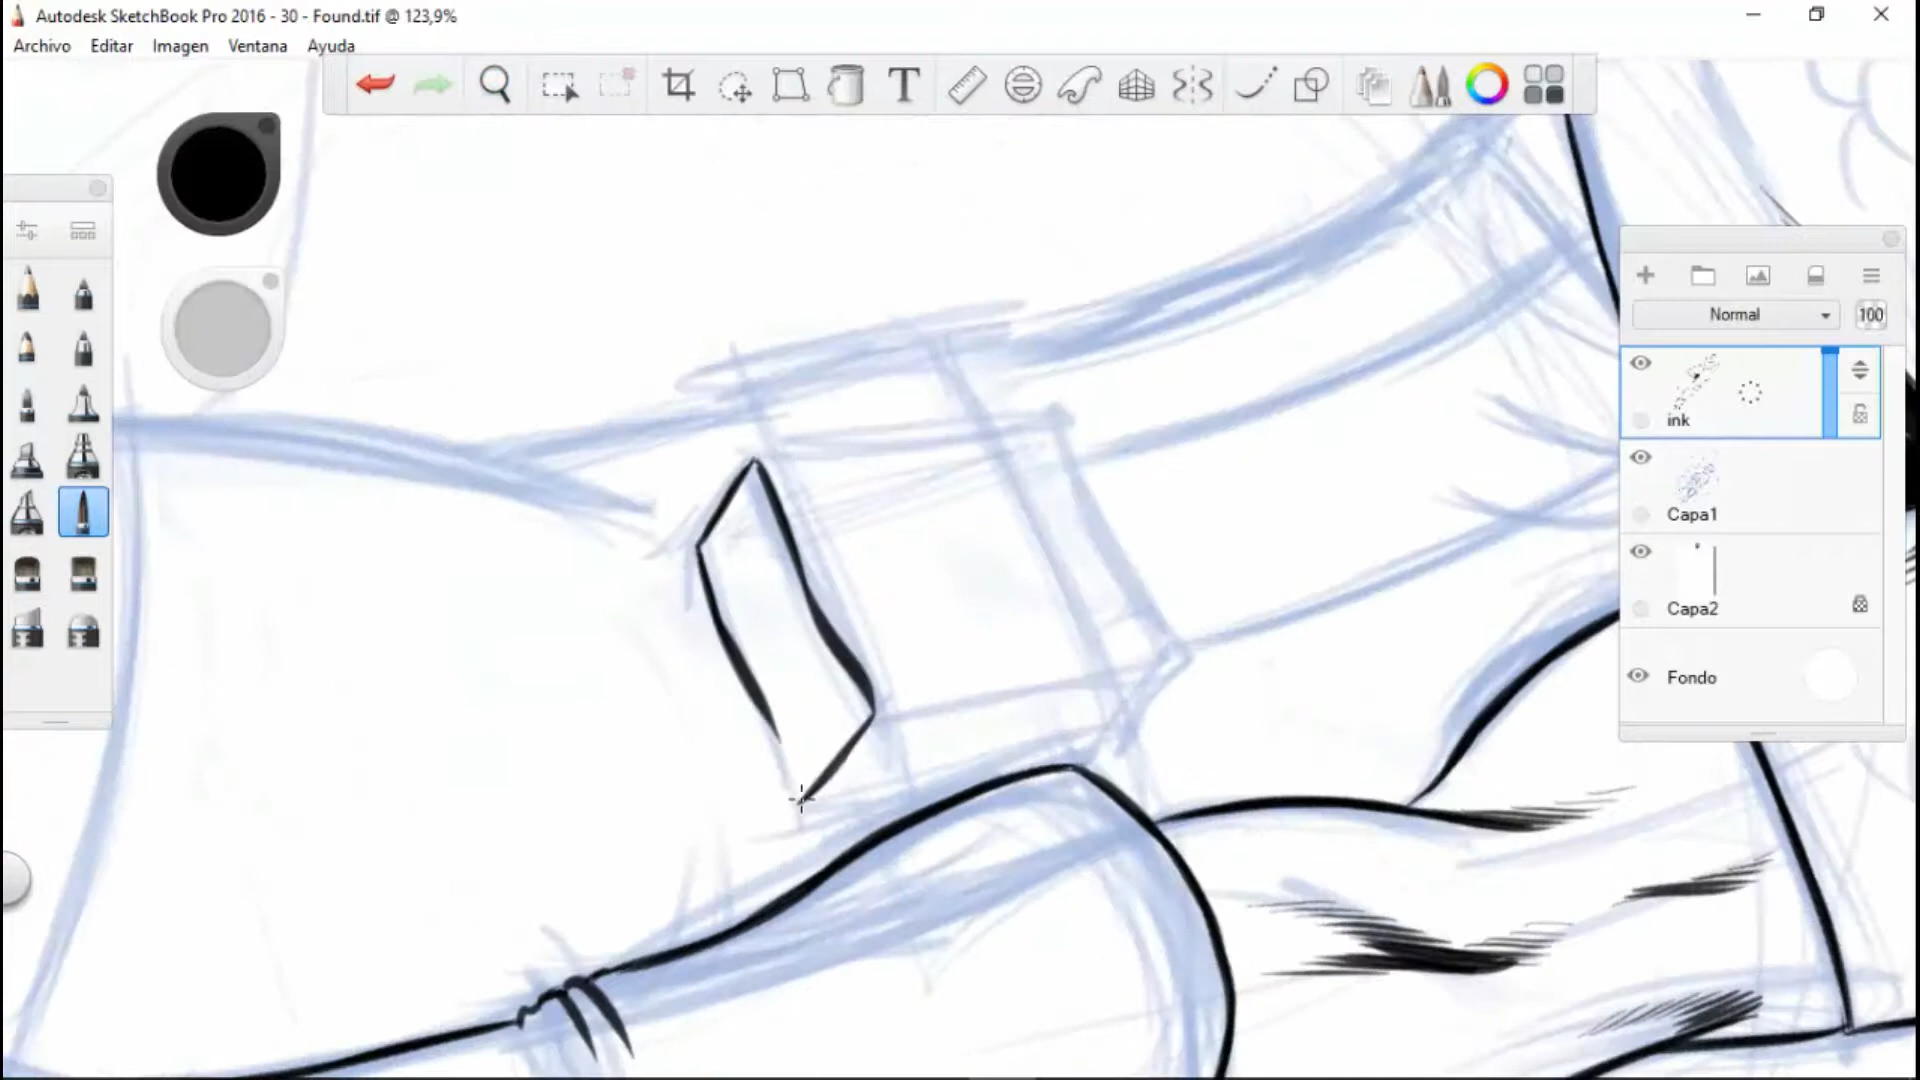 Autodesk SketchBook Pro 2016 - 30 - Found.tif @ 123,9%
Archivo Editar Imagen Ventana Ayuda
T
Normal 100
ink
Capa1
Capa2
Fondo